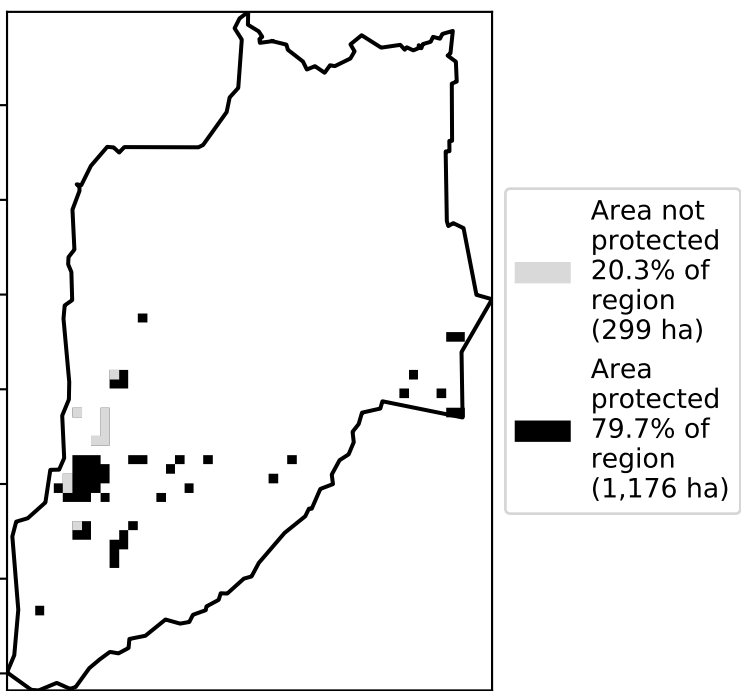 Area not
protected
20.3% of
region
(299 ha)
Area
protected
79.7% of
region
(1,176 ha)